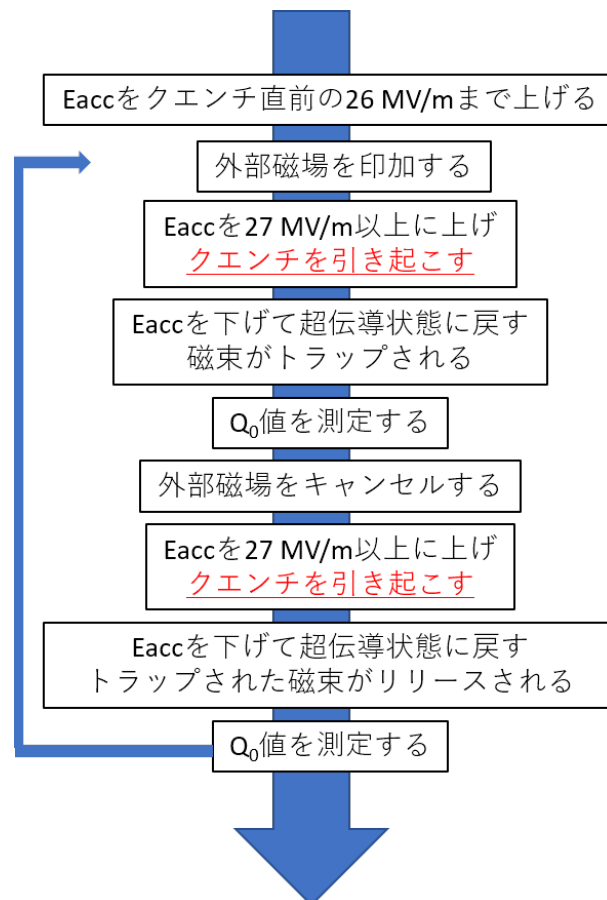 Eaccをクエンチ直前の26 MV/mまで上げる
外部磁場を印加する
Eaccを27 MV/m以上に上げ
クエンチを引き起こす
Eaccを下げて超伝導状態に戻す
磁束がトラップされる
Q₀値を測定する
外部磁場をキャンセルする
Eaccを27 MV/m以上に上げ
クエンチを引き起こす
Eaccを下げて超伝導状態に戻す
トラップされた磁束がリリースされる
Q₀値を測定する